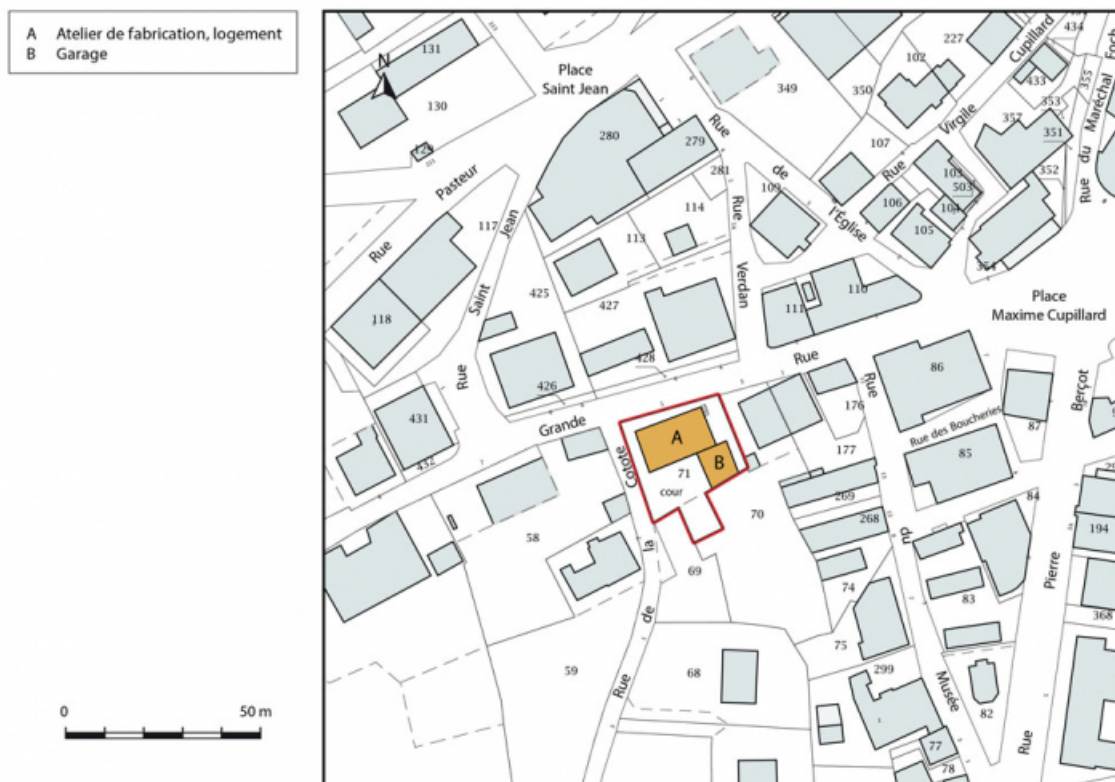 A Atelier de fabrication, logement
B Garage
0 50 m
N
131
130
Place
Saint Jean
280
279
281
349
350
102
227
Cupillard
434
433
Foch
355
353
357
351
352
107
Virgile
Rue
Rue du Maréchal
Rue
de
l'Église
109
103
503
104
106
105
354
Pasteur
Rue
117
118
Rue Saint Jean
114
113
425
427
428
426
Rue
Verdan
111
110
Place
Maxime Cupillard
431
432
Grande
Rue
A
B
71
cour
70
176
177
Rue
du
Musée
86
Rue des Boucheries
85
87
84
Rue
Pierre
Berçot
194
368
269
268
58
69
74
83
59
68
75
299
82
77
78
Rue de la Cotote